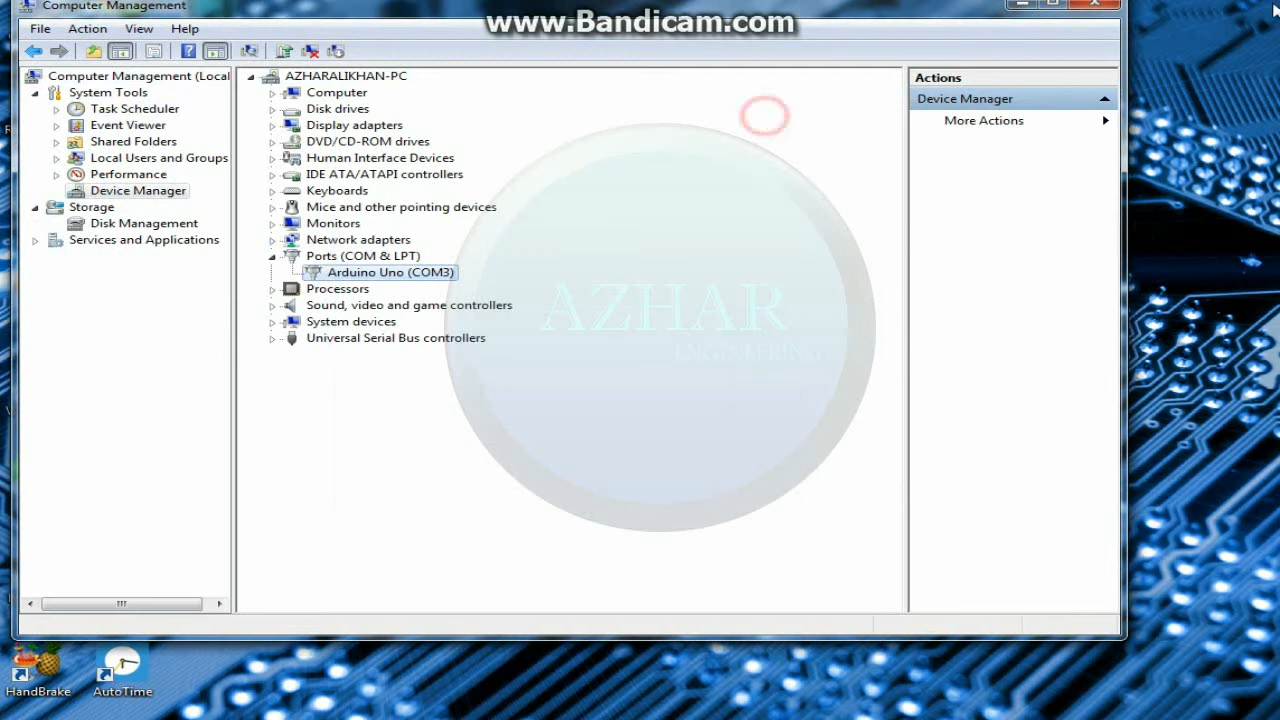 Computer Management
www.Bandicam.com
File Action View Help
Computer Management (Local
System Tools
Task Scheduler
Event Viewer
Shared Folders
Local Users and Groups
Performance
Device Manager
Storage
Disk Management
Services and Applications
AZHARALIKHAN-PC
Computer
Disk drives
Display adapters
DVD/CD-ROM drives
Human Interface Devices
IDE ATA/ATAPI controllers
Keyboards
Mice and other pointing devices
Monitors
Network adapters
Ports (COM & LPT)
Arduino Uno (COM3)
Processors
Sound, video and game controllers
System devices
Universal Serial Bus controllers
AZHAR
ENGINEERING
Actions
Device Manager
More Actions
HandBrake
AutoTime